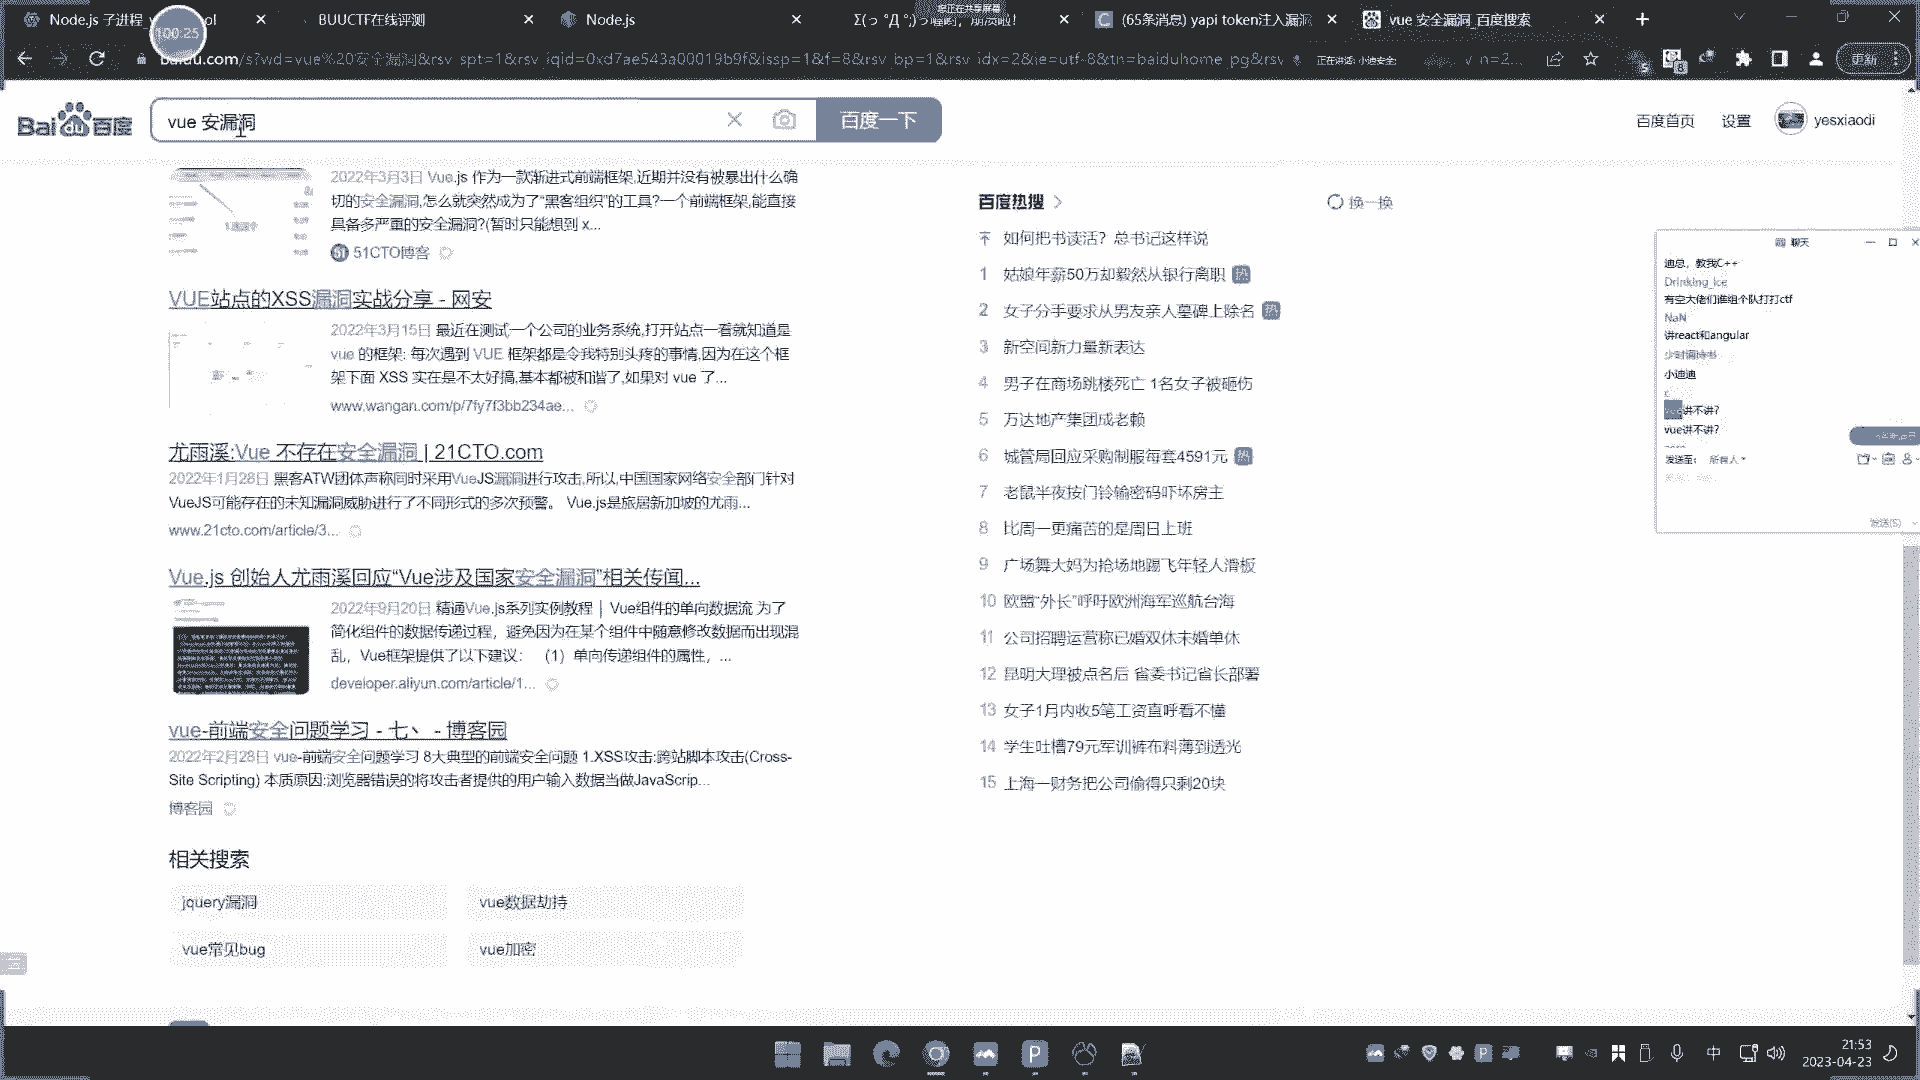 Node.js 子进程
100:25
BUUCTF在线评测
Node.js
您正在共享屏幕
(65条消息) yapi token注入漏洞
vue 安全漏洞_百度搜索
baidu.com/s?wd=vue%20安全漏洞&rsv_spt=1&rsv_iqid=0xd7ae543a00019b9f&issp=1&f=8&rsv_bp=1&rsv_idx=2&ie=utf-8&tn=baiduhome_pg&rsv
正在讲话: 小迪安全;
更新
Bai du 百度
vue 安漏洞
百度一下
百度首页
设置
yesxiaodi
2022年3月3日 Vue.js 作为一款渐进式前端框架,近期并没有被暴出什么确
切的安全漏洞,怎么就突然成为了“黑客组织”的工具?一个前端框架,能直接
具备多严重的安全漏洞?(暂时只能想到 x...
51CTO博客
VUE站点的XSS漏洞实战分享 - 网安
2022年3月15日 最近在测试一个公司的业务系统,打开站点一看就知道是
vue 的框架: 每次遇到 VUE 框架都是令我特别头疼的事情,因为在这个框
架下面 XSS 实在是不太好搞,基本都被和谐了,如果对 vue 了...
www.wangan.com/p/7fy7f3bb234ae...
尤雨溪:Vue 不存在安全漏洞 | 21CTO.com
2022年1月28日 黑客ATW团体声称同时采用VueJS漏洞进行攻击,所以,中国国家网络安全部门针对
VueJS可能存在的未知漏洞威胁进行了不同形式的多次预警。 Vue.js是旅居新加坡的尤雨...
www.21cto.com/article/3...
Vue.js 创始人尤雨溪回应“Vue涉及国家安全漏洞”相关传闻...
2022年9月20日 精通Vue.js系列实例教程 | Vue组件的单向数据流 为了
简化组件的数据传递过程，避免因为在某个组件中随意修改数据而出现混
乱，Vue框架提供了以下建议： （1）单向传递组件的属性，...
developer.aliyun.com/article/1...
vue-前端安全问题学习 - 七、 - 博客园
2022年2月28日 vue-前端安全问题学习 8大典型的前端安全问题 1.XSS攻击:跨站脚本攻击(Cross-
Site Scripting) 本质原因:浏览器错误的将攻击者提供的用户输入数据当做JavaScrip...
博客园
相关搜索
jquery漏洞
vue数据劫持
vue常见bug
vue加密
百度热搜
换一换
如何把书读活？总书记这样说
1 姑娘年薪50万却毅然从银行离职 热
2 女子分手要求从男友亲人墓碑上除名 热
3 新空间新力量新表达
4 男子在商场跳楼死亡 1名女子被砸伤
5 万达地产集团成老赖
6 城管局回应采购制服每套4591元 热
7 老鼠半夜按门铃输密码吓坏房主
8 比周一更痛苦的是周日上班
9 广场舞大妈为抢场地踢飞年轻人滑板
10 欧盟“外长”呼吁欧洲海军巡航台海
11 公司招聘运营称已婚双休未婚单休
12 昆明大理被点名后 省委书记省长部署
13 女子1月内收5笔工资直呼看不懂
14 学生吐槽79元军训裤布料薄到透光
15 上海一财务把公司偷得只剩20块
聊天
迪总，教我C++
Drinking_Ice
有空大佬们谁组个队打打ctf
NaN
讲react和angular
小迪迪
vue讲不讲?
vue讲不讲?
发送至： 所有人
发送(S)
中
21:53
2023-04-23